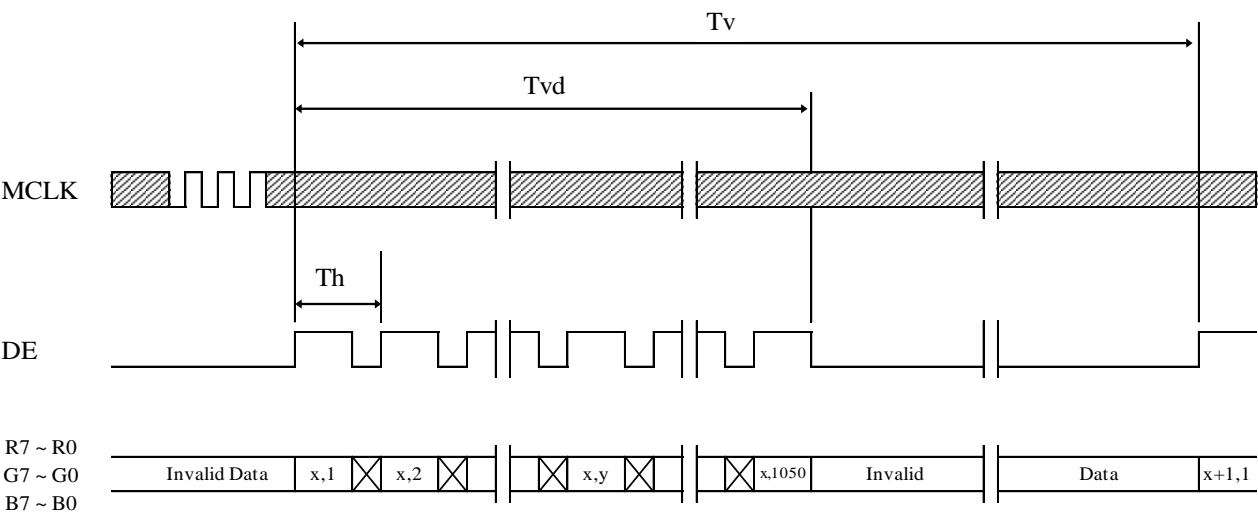 Tv
Tvd
MCLK
Th
DE
R7 ~ R0
G7 ~ G0
B7 ~ B0
Invalid Data x,1 x,2 x,y x,1050 Invalid Data x+1,1